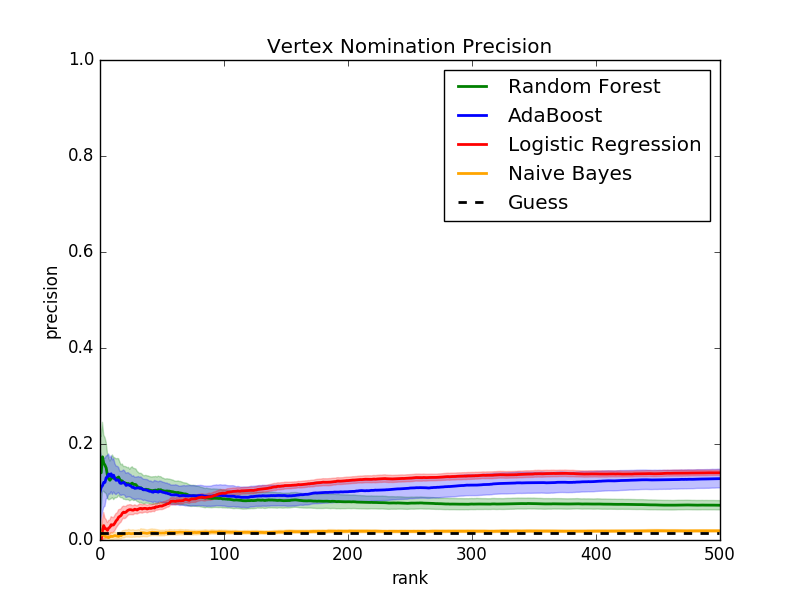 Vertex Nomination Precision
1.0
0.8
0.6
0.4
0.2
0.0
precision
Random Forest
AdaBoost
Logistic Regression
Naive Bayes
Guess
0
100
200
300
400
500
rank